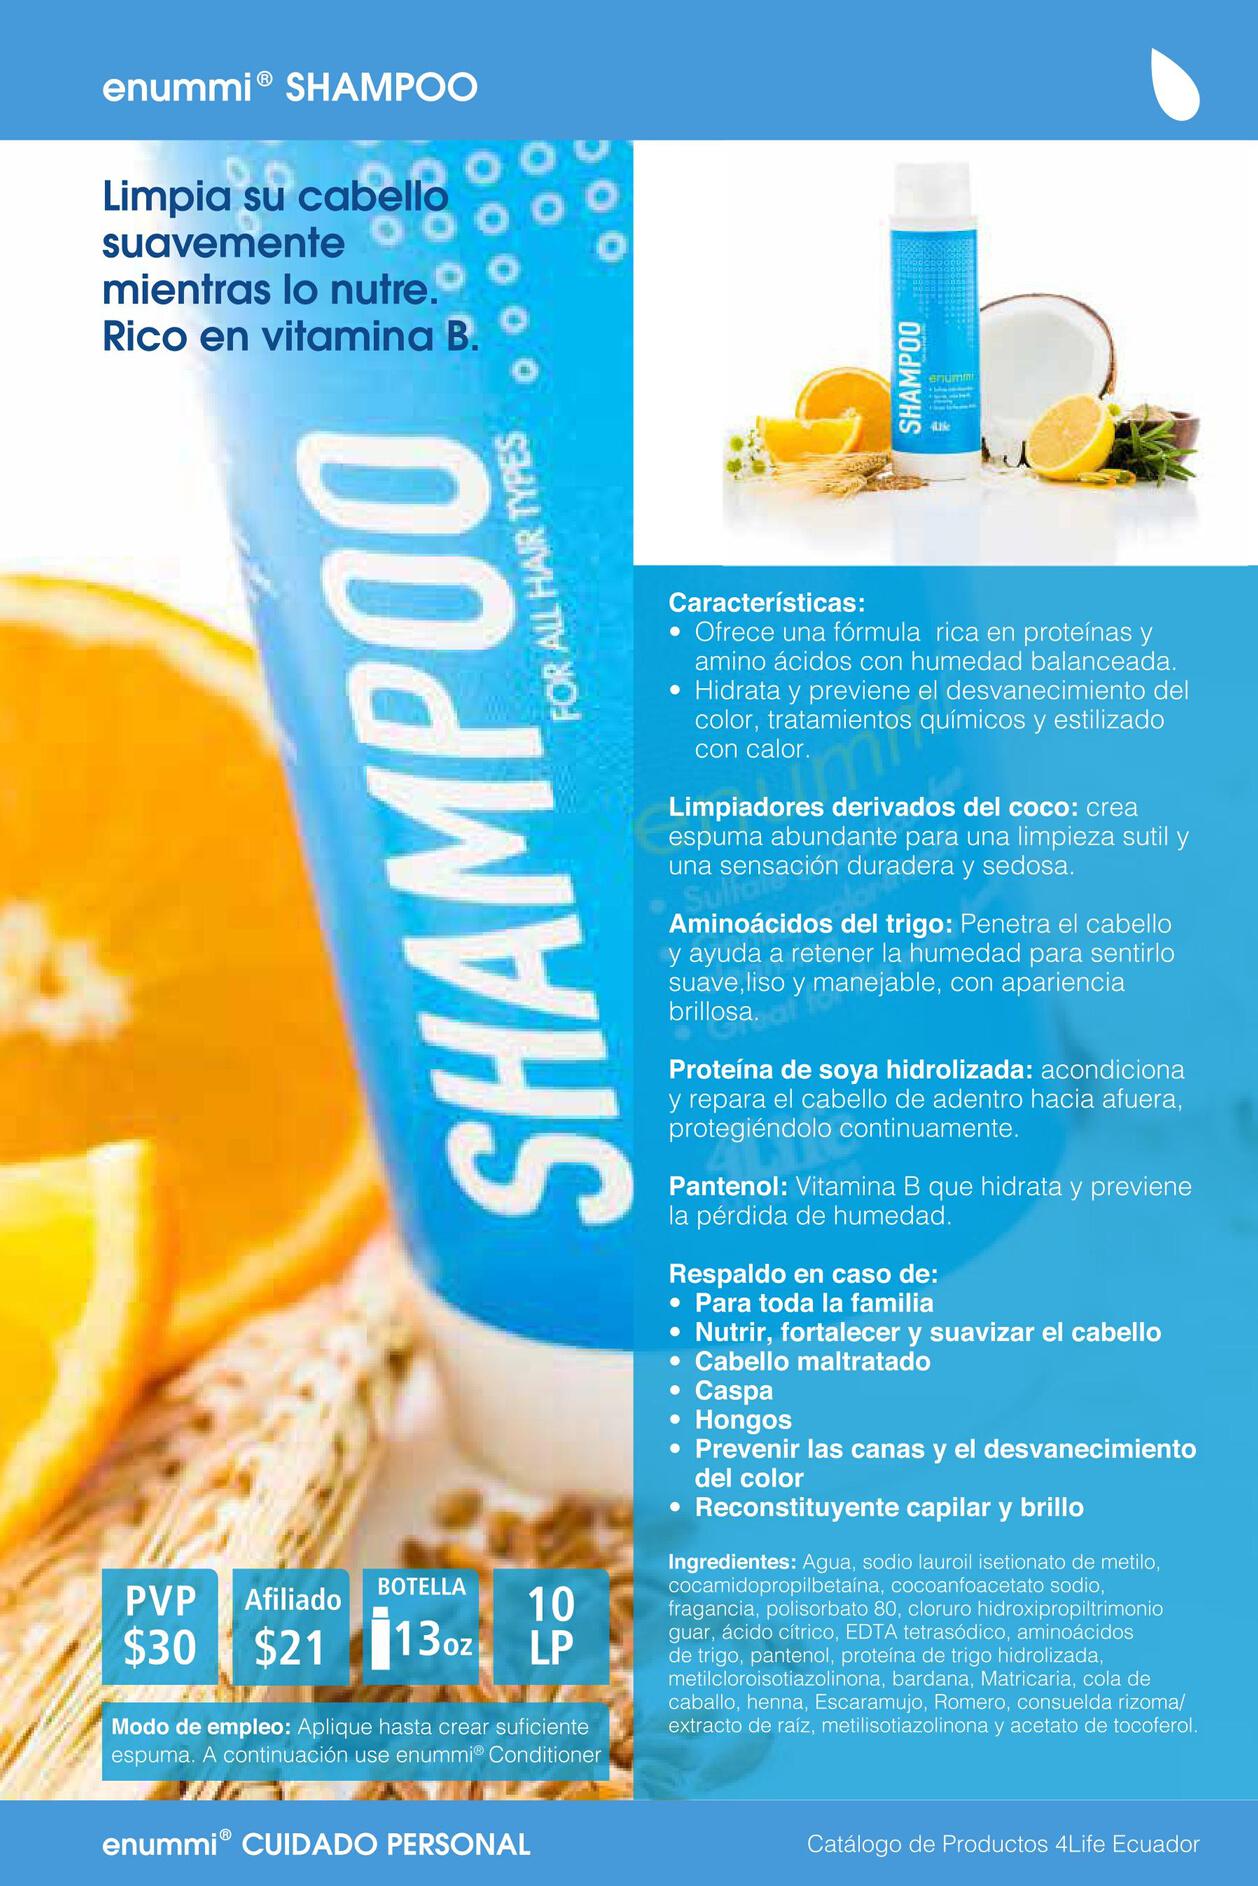 enummi® SHAMPOO
Limpia su cabello
suavemente
mientras lo nutre.
Rico en vitamina B.
SHAMPOO
FOR ALL HAIR TYPES
SHAMPOO
enummi
4Life
Características:
• Ofrece una fórmula rica en proteínas y
amino ácidos con humedad balanceada.
• Hidrata y previene el desvanecimiento del
color, tratamientos químicos y estilizado
con calor.
Limpiadores derivados del coco: crea
espuma abundante para una limpieza sutil y
una sensación duradera y sedosa.
Aminoácidos del trigo: Penetra el cabello
y ayuda a retener la humedad para sentirlo
suave,liso y manejable, con apariencia
brillosa.
Proteína de soya hidrolizada: acondiciona
y repara el cabello de adentro hacia afuera,
protegiéndolo continuamente.
Pantenol: Vitamina B que hidrata y previene
la pérdida de humedad.
Respaldo en caso de:
• Para toda la familia
• Nutrir, fortalecer y suavizar el cabello
• Cabello maltratado
• Caspa
• Hongos
• Prevenir las canas y el desvanecimiento
del color
• Reconstituyente capilar y brillo
Ingredientes: Agua, sodio lauroil isetionato de metilo,
cocamidopropilbetaína, cocoanfoacetato sodio,
fragancia, polisorbato 80, cloruro hidroxipropiltrimonio
guar, ácido cítrico, EDTA tetrasódico, aminoácidos
de trigo, pantenol, proteína de trigo hidrolizada,
metilcloroisotiazolinona, bardana, Matricaria, cola de
caballo, henna, Escaramujo, Romero, consuelda rizoma/
extracto de raíz, metilisotiazolinona y acetato de tocoferol.
PVP
$30
Afiliado
$21
BOTELLA
13oz
10
LP
Modo de empleo: Aplique hasta crear suficiente
espuma. A continuación use enummi® Conditioner
enummi® CUIDADO PERSONAL
Catálogo de Productos 4Life Ecuador